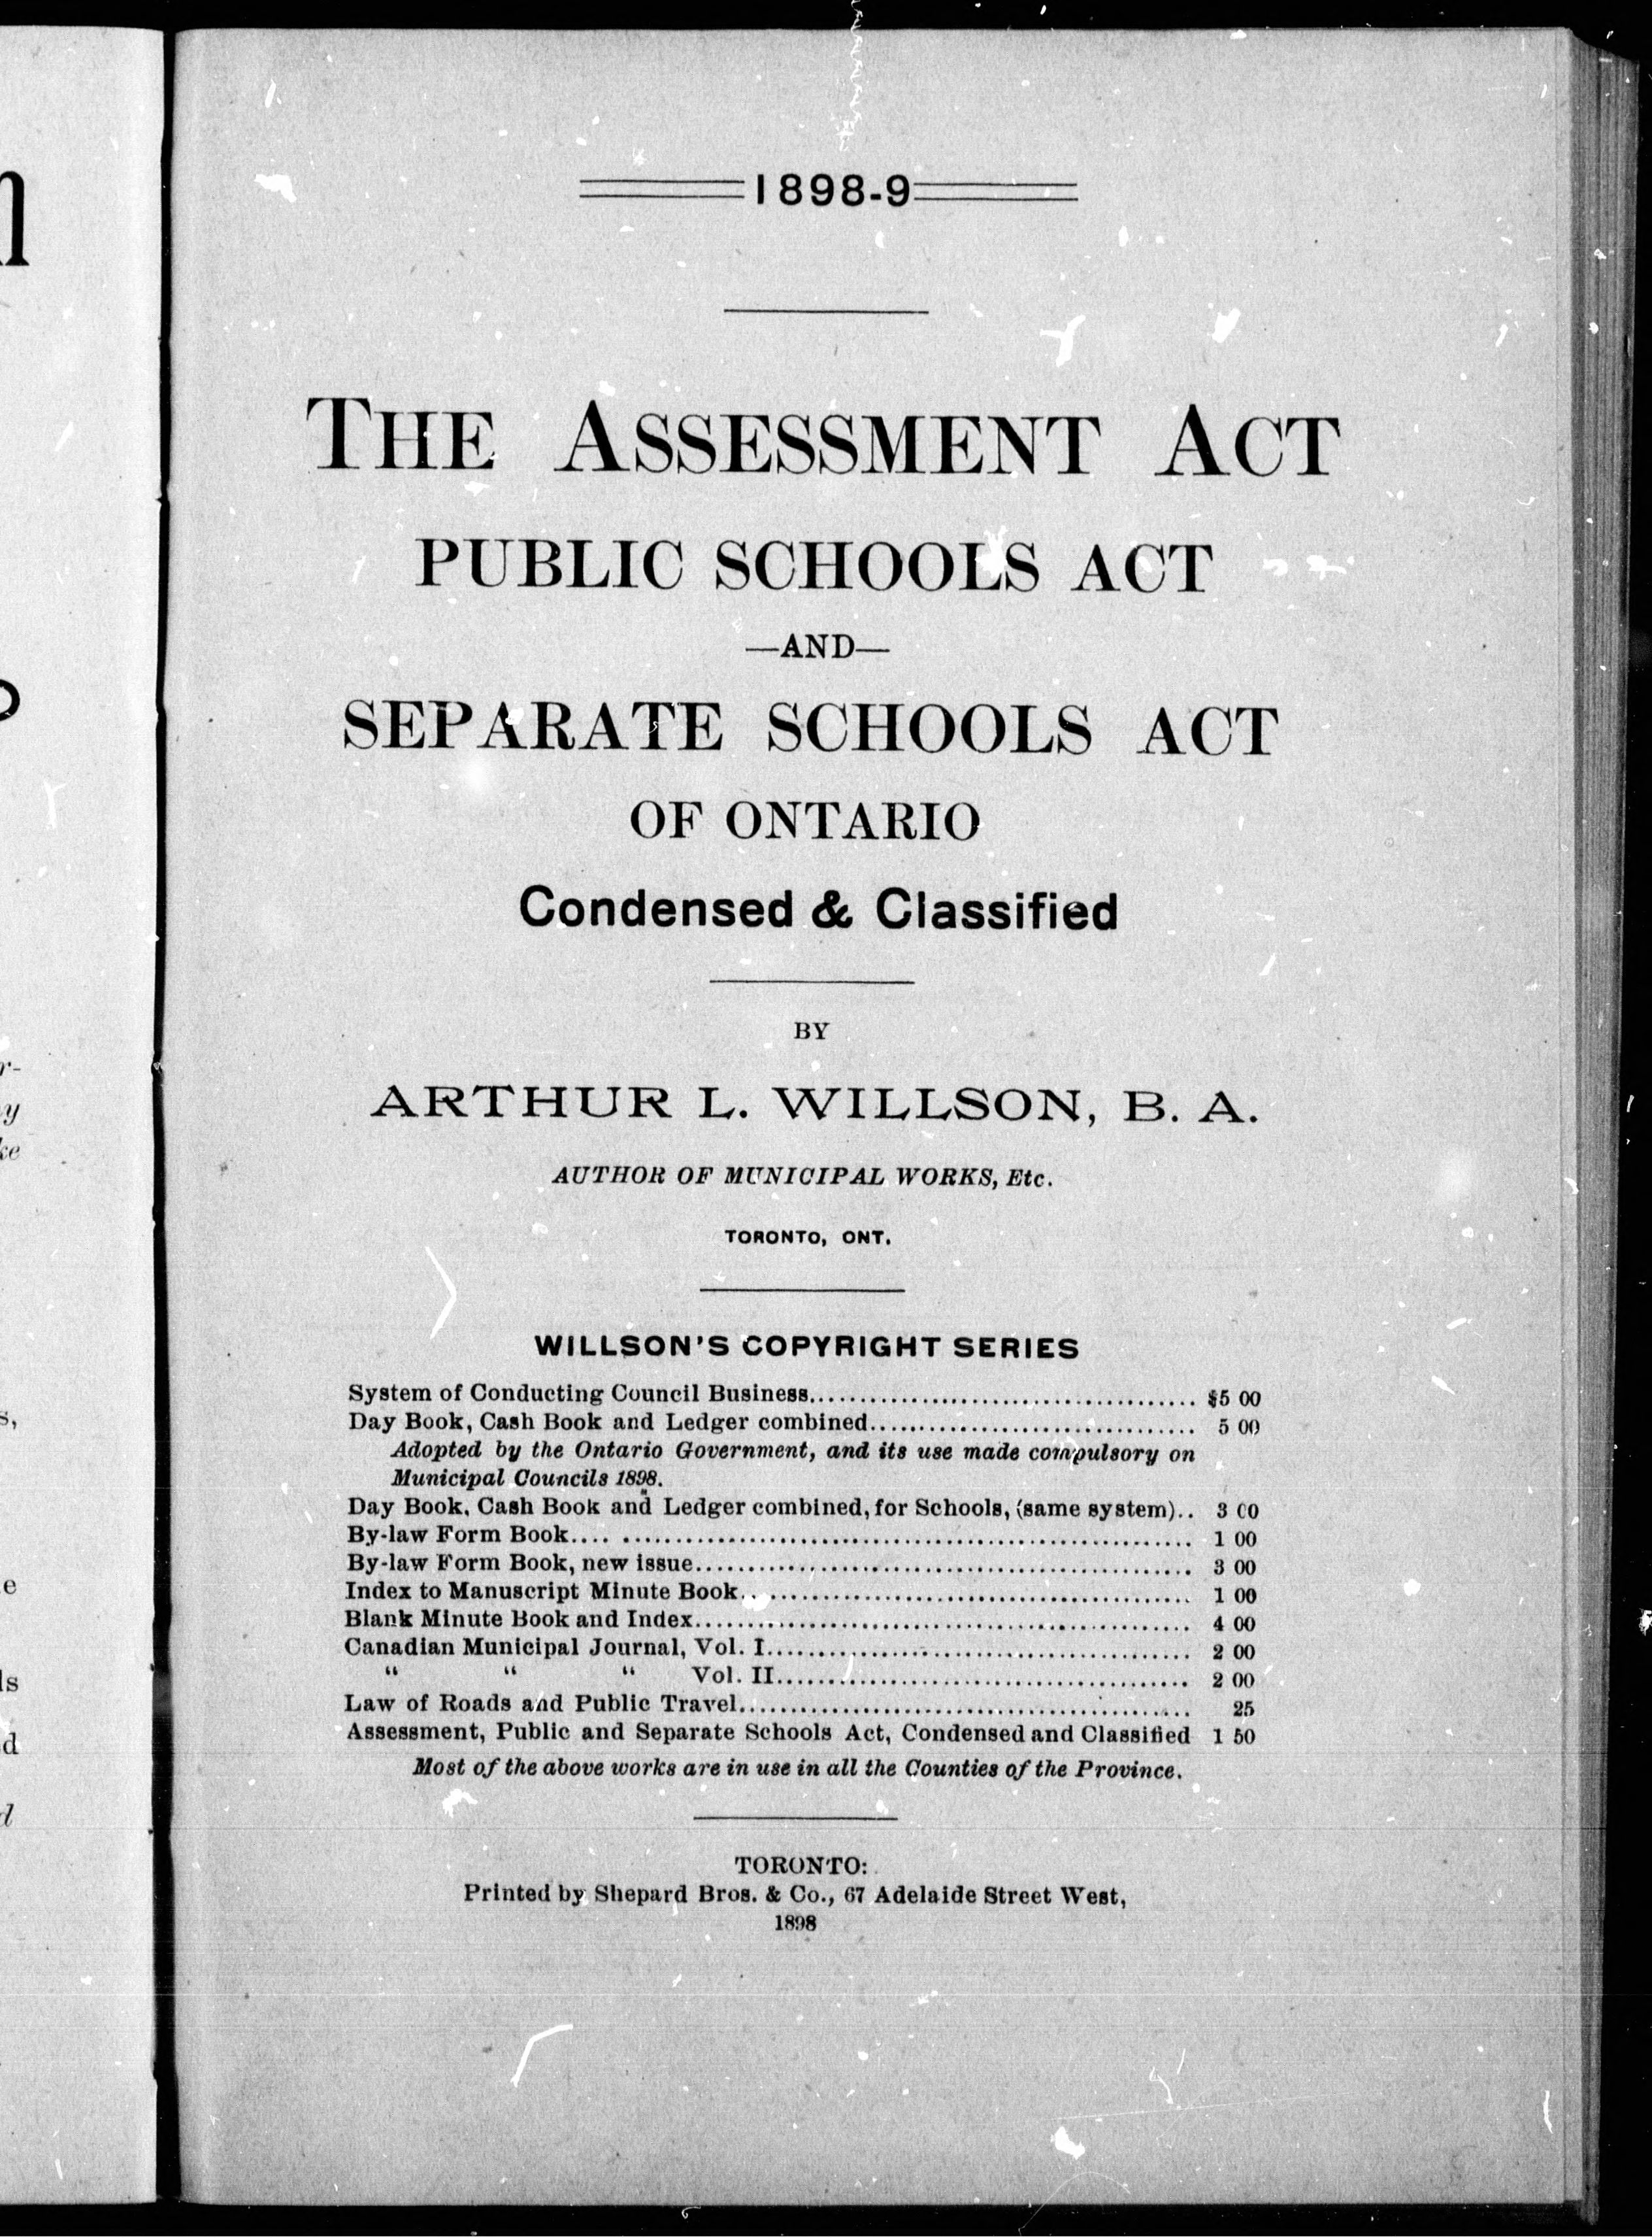 1898-9
THE ASSESSMENT ACT
PUBLIC SCHOOLS ACT
—AND—
SEPARATE SCHOOLS ACT
OF ONTARIO
Condensed & Classified
BY
ARTHUR L. WILLSON, B. A.
AUTHOR OF MUNICIPAL WORKS, Etc.
TORONTO, ONT.
WILLSON'S COPYRIGHT SERIES
System of Conducting Council Business........................................ $5 00
Day Book, Cash Book and Ledger combined................................. 5 00
Adopted by the Ontario Government, and its use made compulsory on
Municipal Councils 1898.
Day Book, Cash Book and Ledger combined, for Schools, (same system).. 3 00
By-law Form Book.... ........................................................ 1 00
By-law Form Book, new issue.................................................. 3 00
Index to Manuscript Minute Book............................................. 1 00
Blank Minute Book and Index.................................................. 4 00
Canadian Municipal Journal, Vol. I.......................................... 2 00
" " " Vol. II......................................... 2 00
Law of Roads and Public Travel............................................. 25
Assessment, Public and Separate Schools Act, Condensed and Classified 1 50
Most of the above works are in use in all the Counties of the Province.
TORONTO:
Printed by Shepard Bros. & Co., 67 Adelaide Street West,
1898